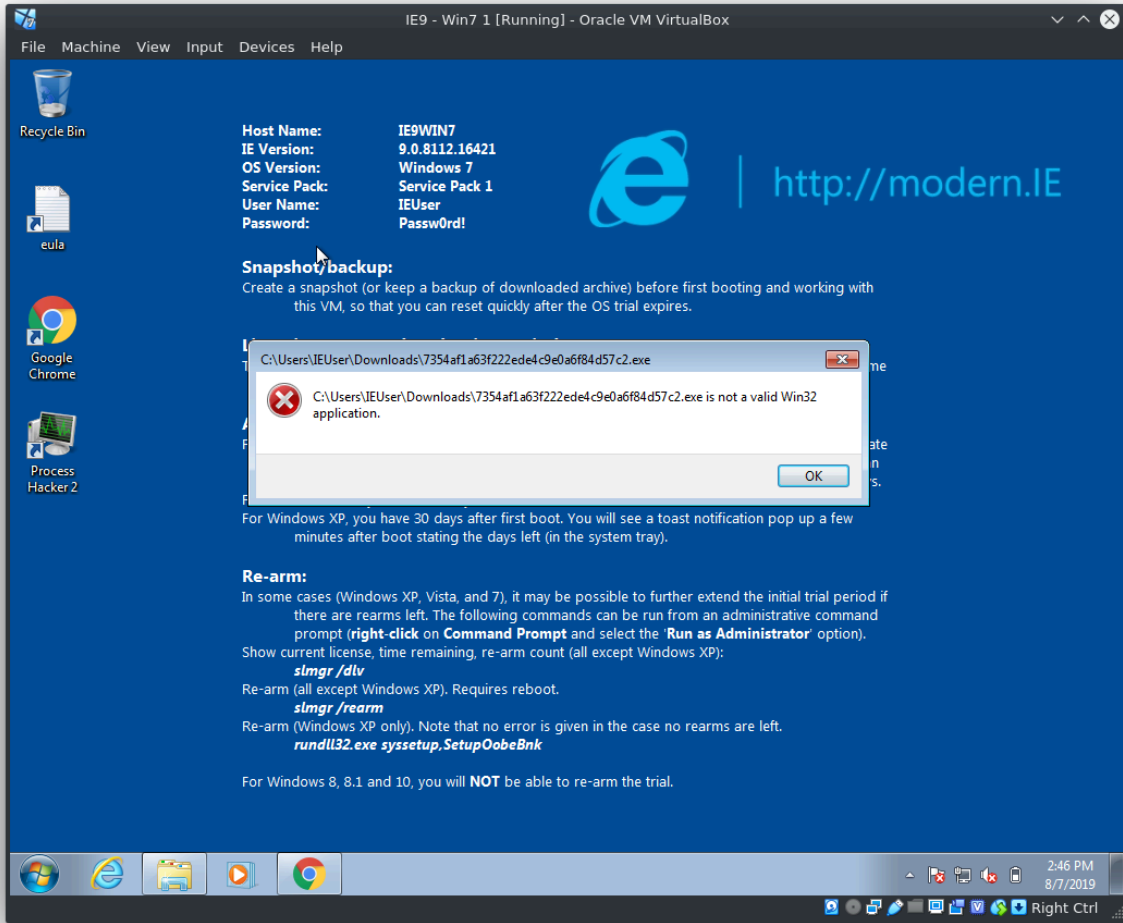 IE9 - Win7 1 [Running] - Oracle VM VirtualBox
File Machine View Input Devices Help
Recycle Bin
eula
Google
Chrome
Process
Hacker 2
Host Name: IE9WIN7
IE Version: 9.0.8112.16421
OS Version: Windows 7
Service Pack: Service Pack 1
User Name: IEUser
Password: Passw0rd!
http://modern.IE
Snapshot/backup:
Create a snapshot (or keep a backup of downloaded archive) before first booting and working with
this VM, so that you can reset quickly after the OS trial expires.
C:\Users\IEUser\Downloads\7354af1a63f222ede4c9e0a6f84d57c2.exe
C:\Users\IEUser\Downloads\7354af1a63f222ede4c9e0a6f84d57c2.exe is not a valid Win32
application.
OK
For Windows XP, you have 30 days after first boot. You will see a toast notification pop up a few
minutes after boot stating the days left (in the system tray).
Re-arm:
In some cases (Windows XP, Vista, and 7), it may be possible to further extend the initial trial period if
there are rearms left. The following commands can be run from an administrative command
prompt (right-click on Command Prompt and select the 'Run as Administrator' option).
Show current license, time remaining, re-arm count (all except Windows XP):
slmgr /dlv
Re-arm (all except Windows XP). Requires reboot.
slmgr /rearm
Re-arm (Windows XP only). Note that no error is given in the case no rearms are left.
rundll32.exe syssetup,SetupOobeBnk
For Windows 8, 8.1 and 10, you will NOT be able to re-arm the trial.
2:46 PM
8/7/2019
Right Ctrl